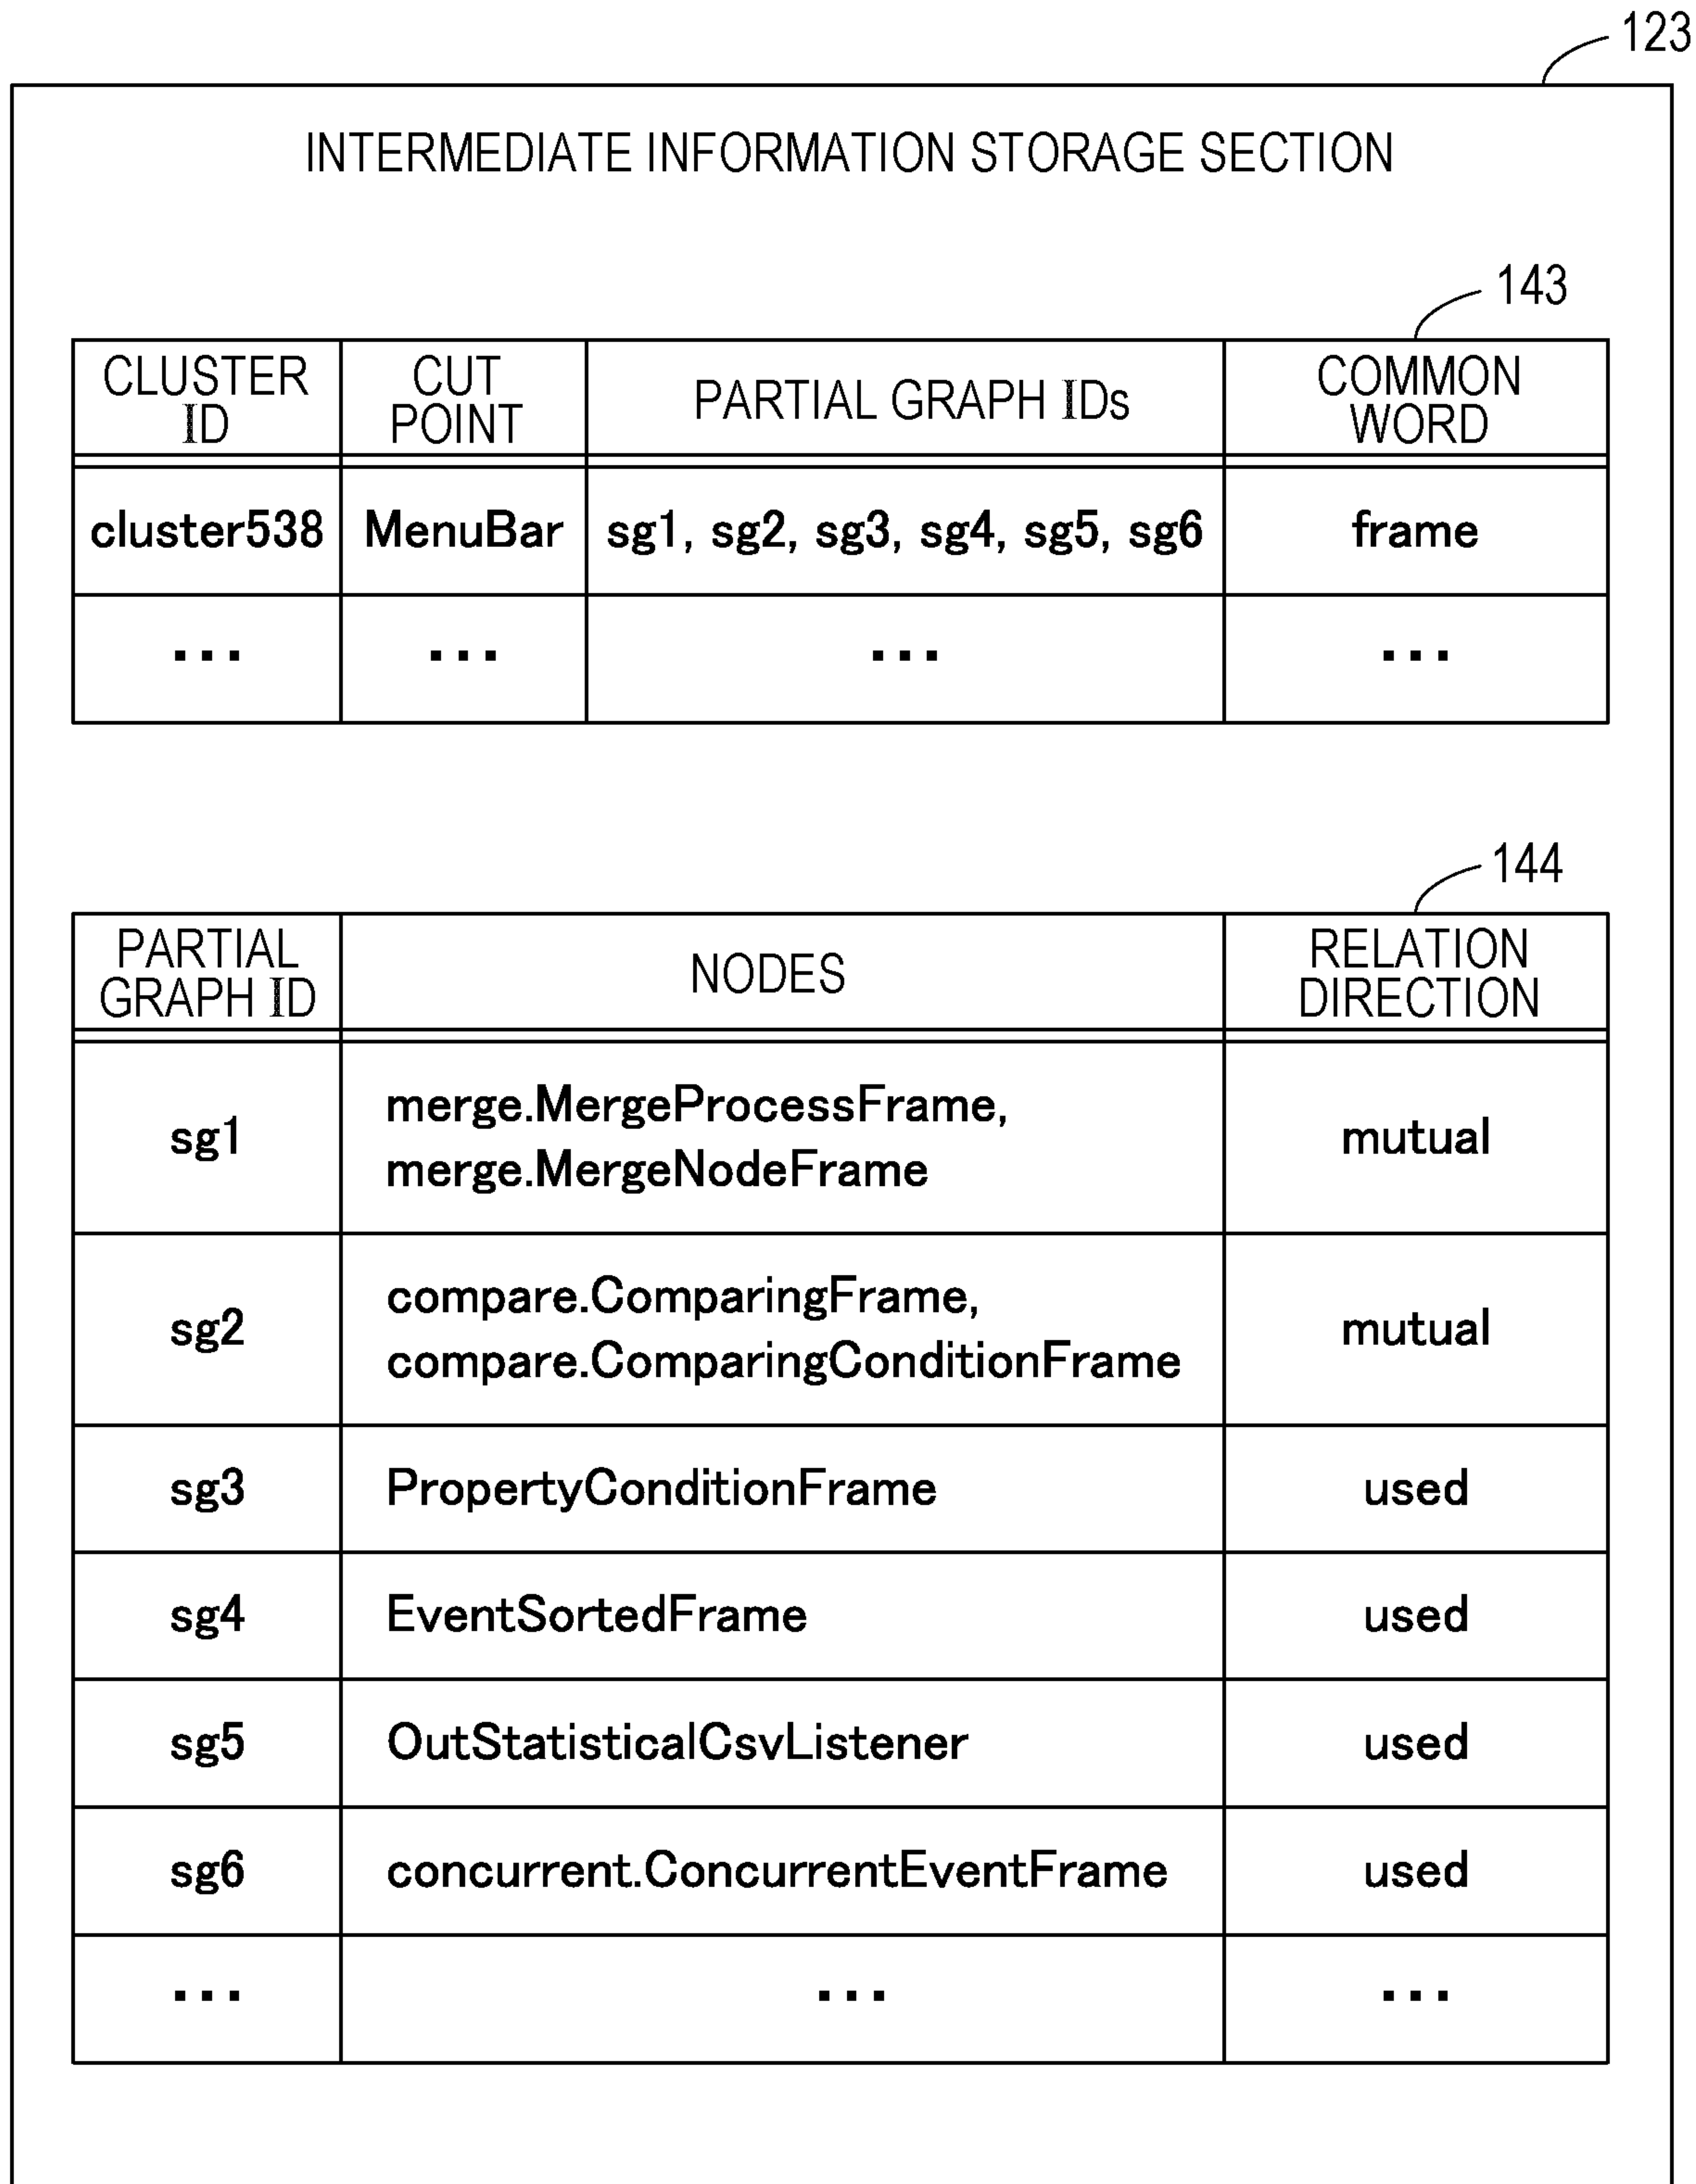 123
INTERMEDIATE INFORMATION STORAGE SECTION
143
CLUSTER ID
CUT POINT
PARTIAL GRAPH IDs
COMMON WORD
cluster538
MenuBar
sg1, sg2, sg3, sg4, sg5, sg6
frame
...
...
...
...
144
PARTIAL GRAPH ID
NODES
RELATION DIRECTION
sg1
merge.MergeProcessFrame,
merge.MergeNodeFrame
mutual
sg2
compare.ComparingFrame,
compare.ComparingConditionFrame
mutual
sg3
PropertyConditionFrame
used
sg4
EventSortedFrame
used
sg5
OutStatisticalCsvListener
used
sg6
concurrent.ConcurrentEventFrame
used
...
...
...